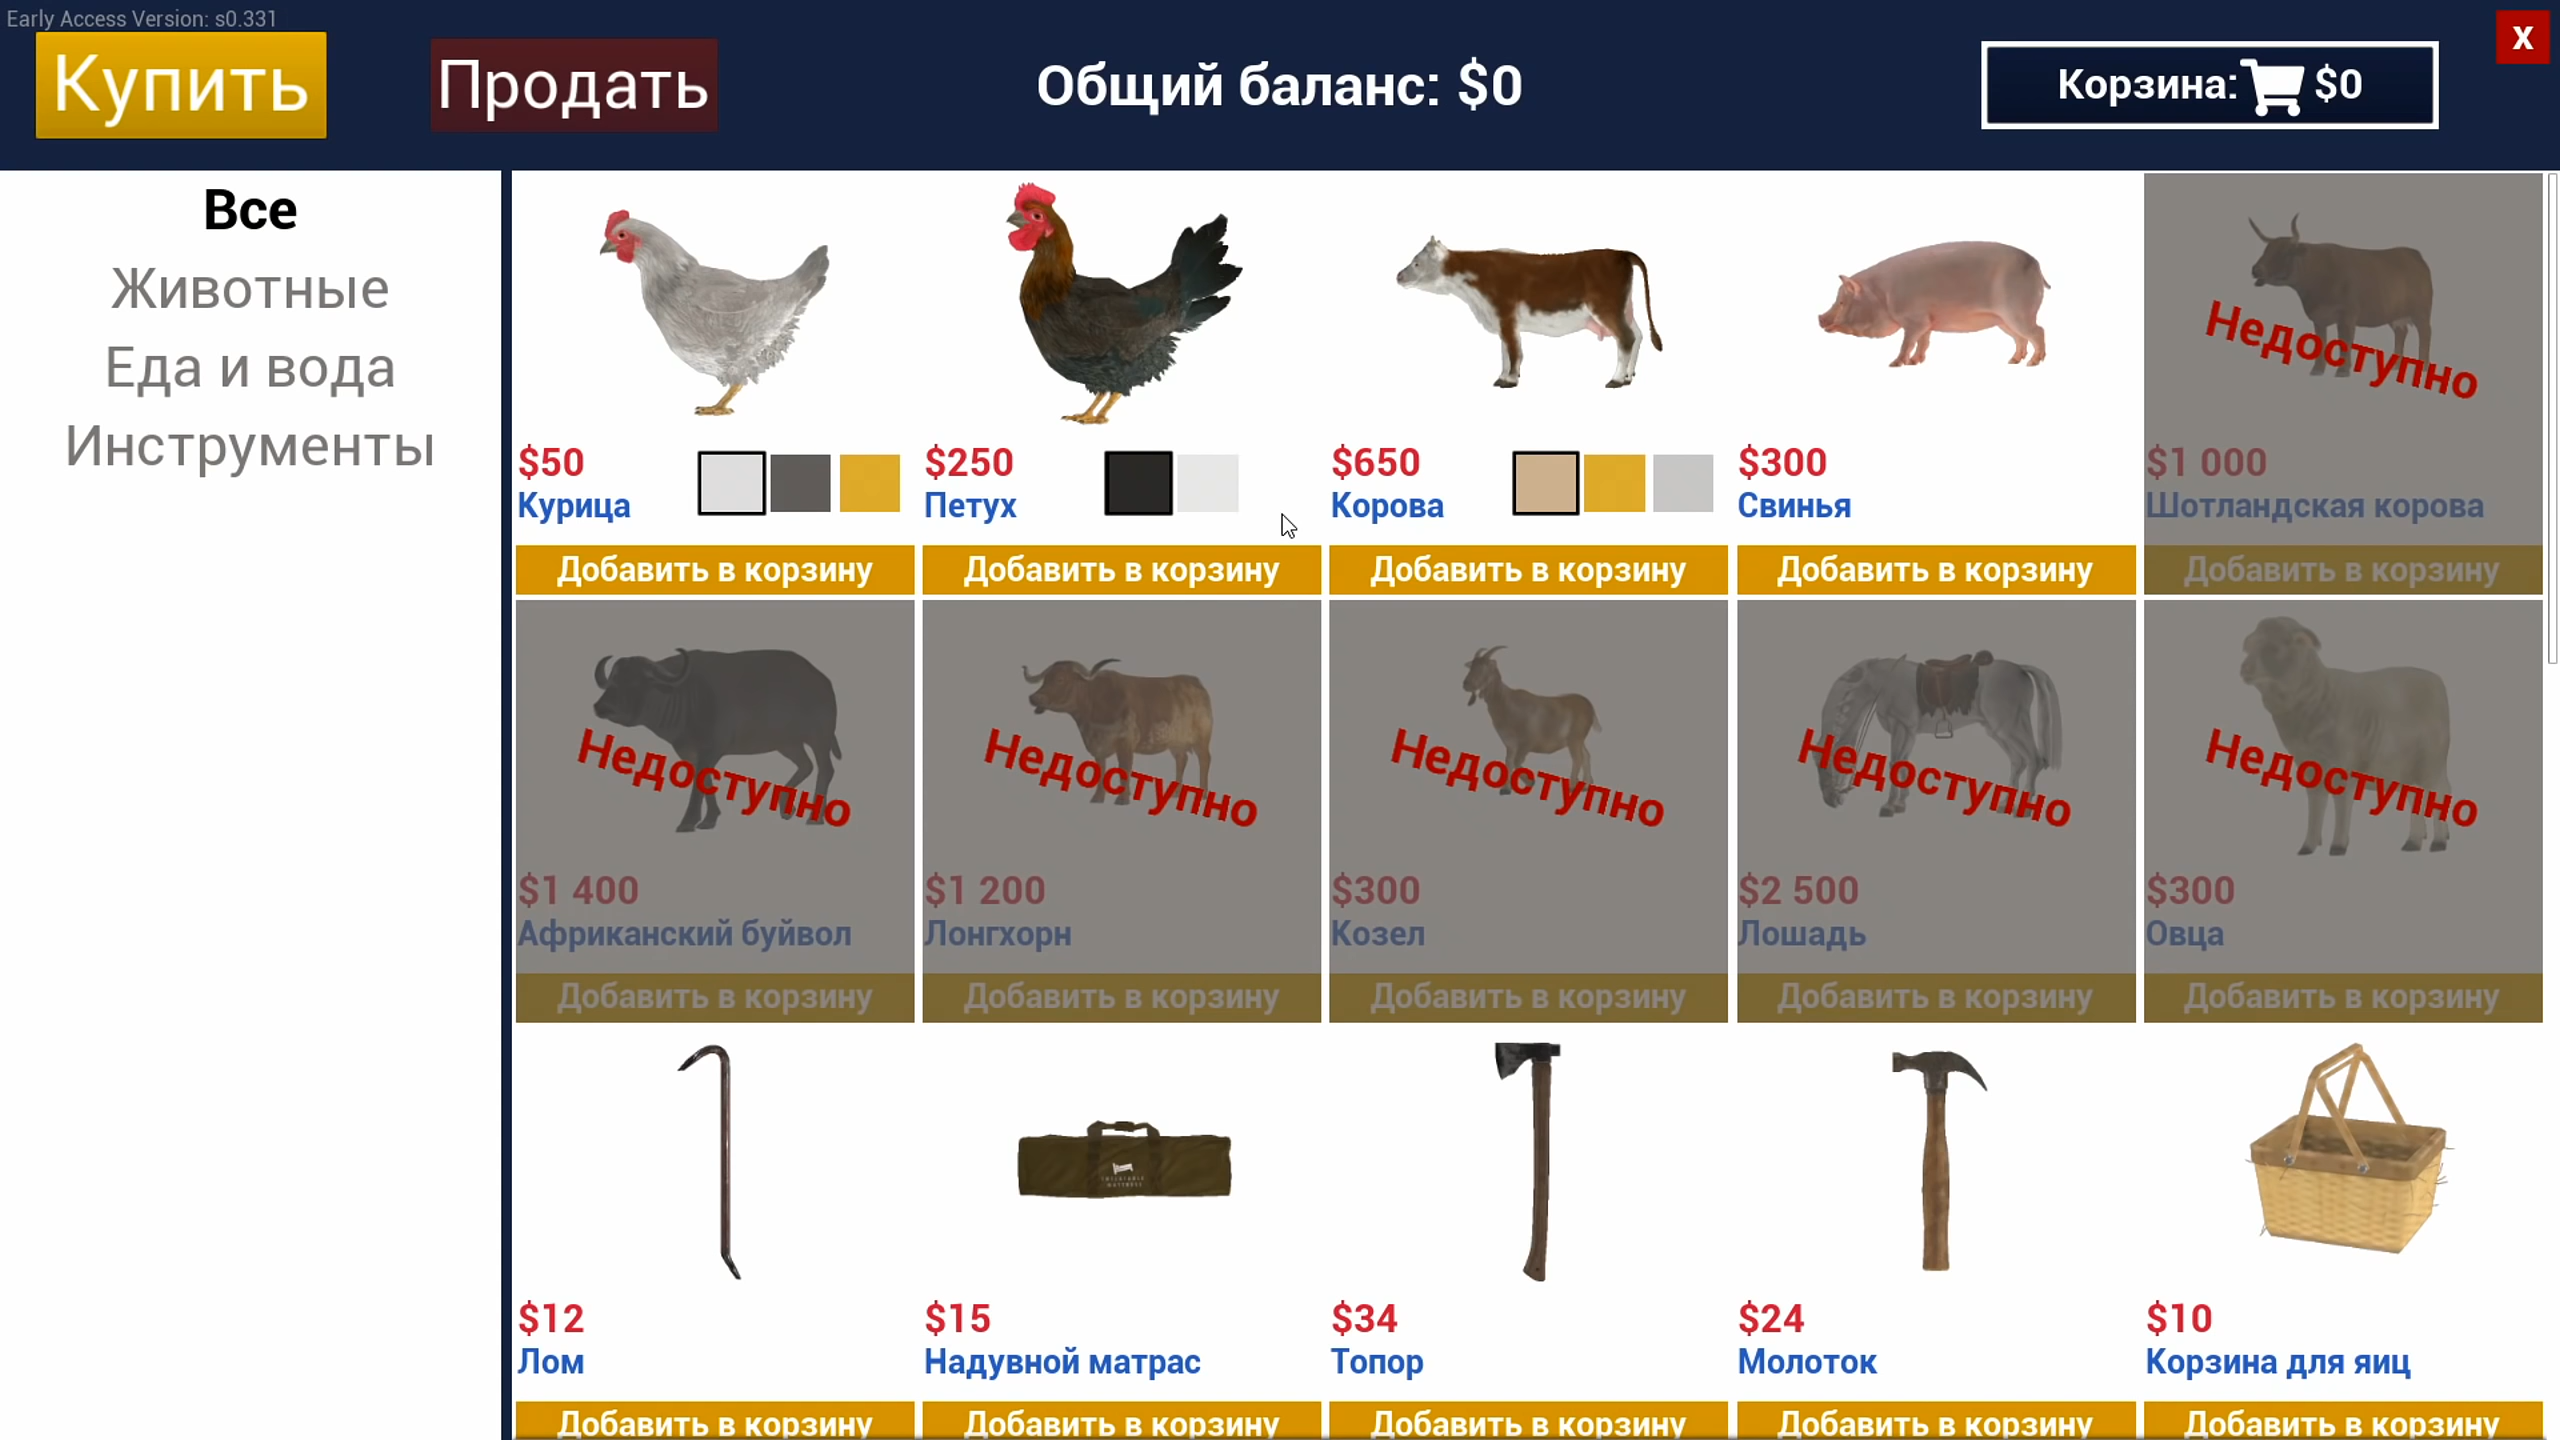 Early Access Version: s0.331
Купить
Продать
Общий баланс: $0
Корзина: $0
X
Все
Животные
Еда и вода
Инструменты
$50
Курица
Добавить в корзину
$250
Петух
Добавить в корзину
$650
Корова
Добавить в корзину
$300
Свинья
Добавить в корзину
Недоступно
$1 000
Шотландская корова
Добавить в корзину
Недоступно
$1 400
Африканский буйвол
Добавить в корзину
Недоступно
$1 200
Лонгхорн
Добавить в корзину
Недоступно
$300
Козел
Добавить в корзину
Недоступно
$2 500
Лошадь
Добавить в корзину
Недоступно
$300
Овца
Добавить в корзину
$12
Лом
Добавить в корзину
$15
Надувной матрас
Добавить в корзину
$34
Топор
Добавить в корзину
$24
Молоток
Добавить в корзину
$10
Корзина для яиц
Добавить в корзину